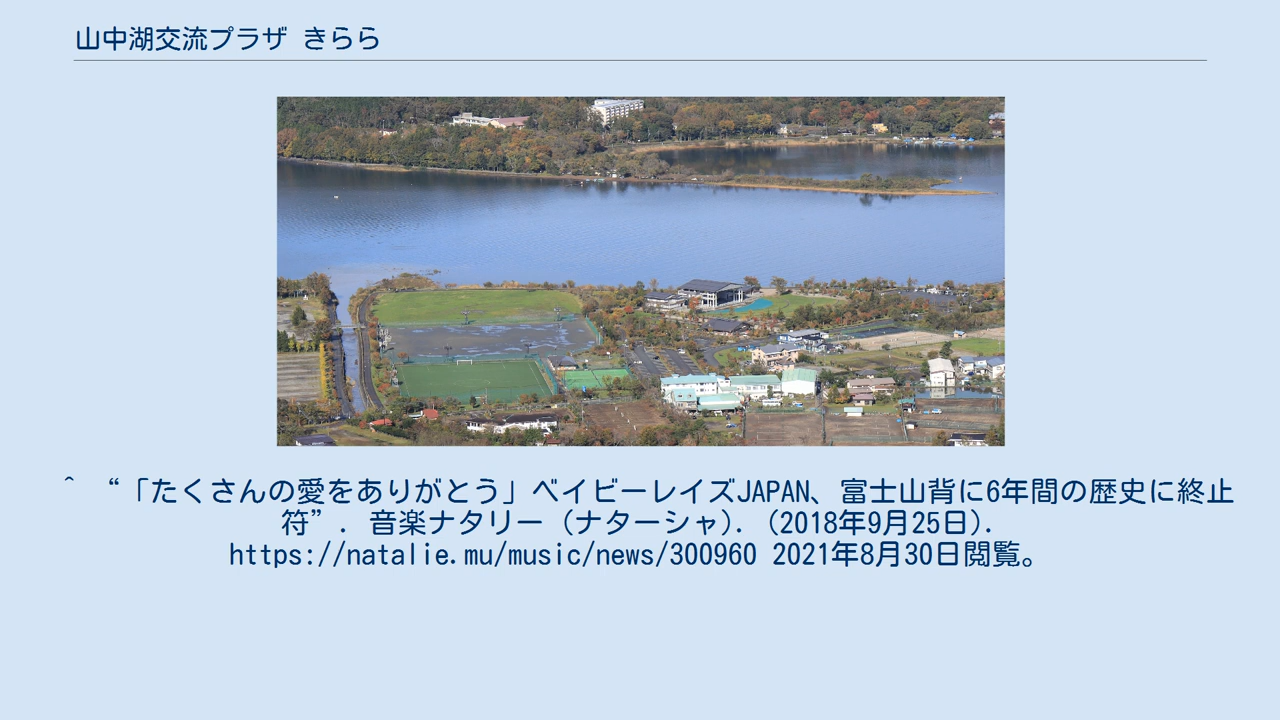 山中湖交流プラザ きらら
^ “「たくさんの愛をありがとう」ベイビーレイズJAPAN、富士山背に6年間の歴史に終止
符”. 音楽ナタリー (ナターシャ). (2018年9月25日).
https://natalie.mu/music/news/300960 2021年8月30日閲覧。